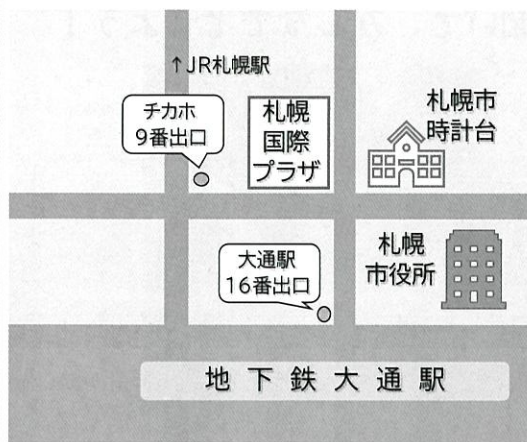 ↑JR札幌駅
チカホ
9番出口
札幌
国際
プラザ
札幌市
時計台
大通駅
16番出口
札幌
市役所
地下鉄大通駅